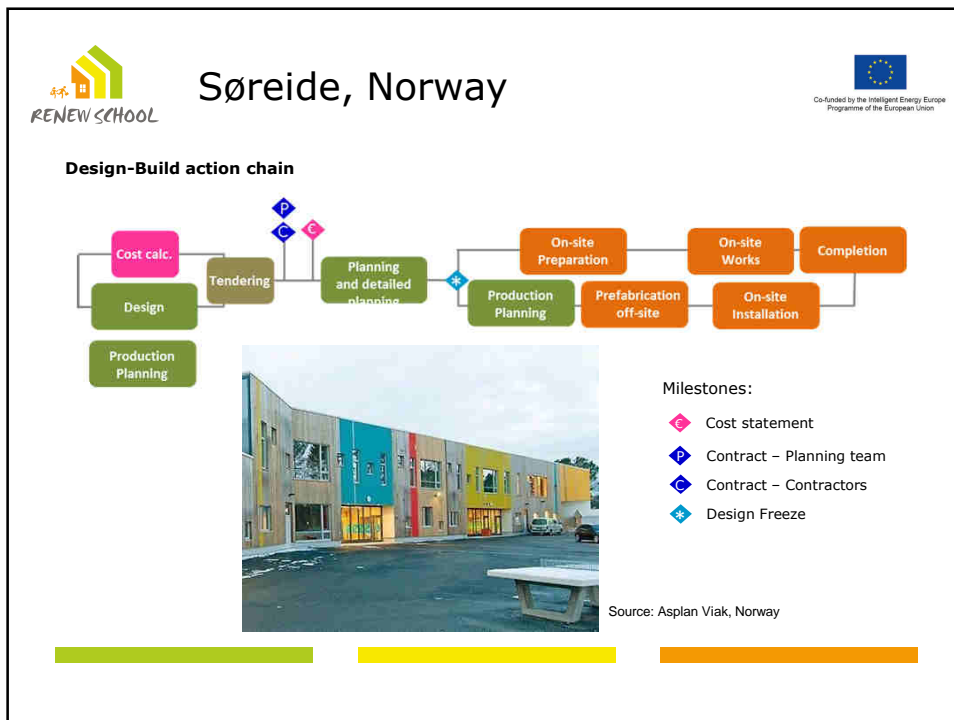 RENEW SCHOOL
Søreide, Norway
Co-funded by the Intelligent Energy Europe
Programme of the European Union
Design-Build action chain
P
C
€
Cost calc.
Design
Production
Planning
Tendering
Planning
and detailed
planning
*
On-site
Preparation
On-site
Works
Completion
Production
Planning
Prefabrication
off-site
On-site
Installation
Milestones:
€ Cost statement
P Contract – Planning team
C Contract – Contractors
* Design Freeze
Source: Asplan Viak, Norway